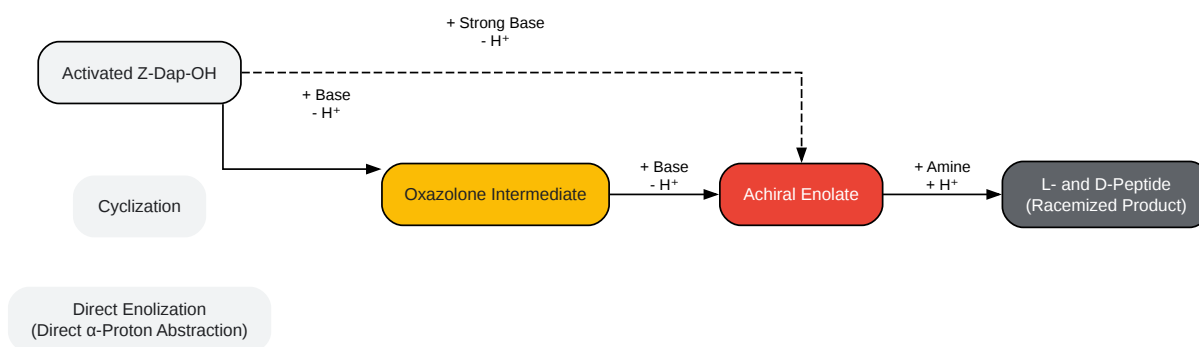 + Strong Base
- H⁺
Activated Z-Dap-OH
+ Base
- H⁺
Oxazolone Intermediate
+ Base
- H⁺
Achiral Enolate
+ Amine
+ H⁺
L- and D-Peptide
(Racemized Product)
Cyclization
Direct Enolization
(Direct α-Proton Abstraction)